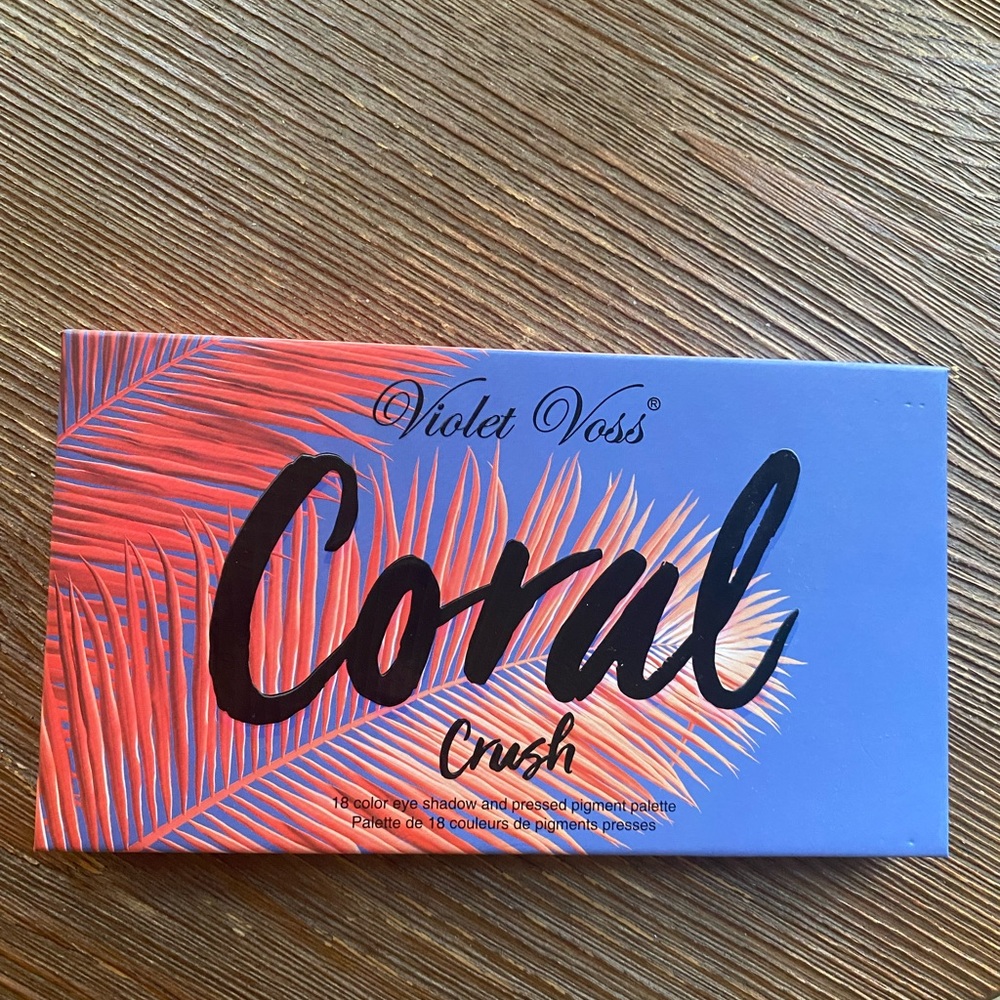 Violet Voss®
Coral
Crush
18 color eye shadow and pressed pigment palette
Palette de 18 couleurs de pigments presses